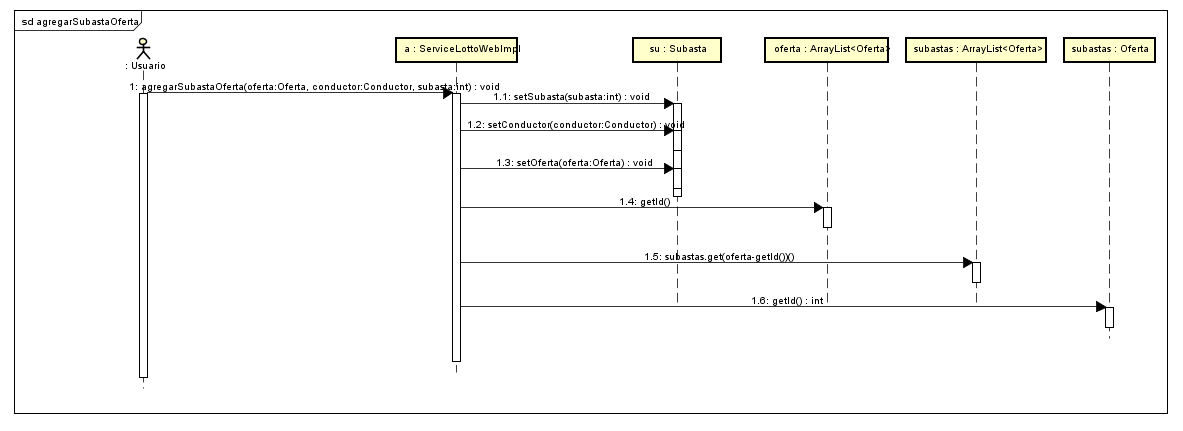 sd agregarSubastaOferta
: Usuario
a : ServiceLottoWebImpl
su : Subasta
oferta : ArrayList<Oferta>
subastas : ArrayList<Oferta>
subastas : Oferta
1: agregarSubastaOferta(oferta:Oferta, conductor:Conductor, subasta:int) : void
1.1: setSubasta(subasta:int) : void
1.2: setConductor(conductor:Conductor) : void
1.3: setOferta(oferta:Oferta) : void
1.4: getId()
1.5: subastas.get(oferta-getId())()
1.6: getId() : int